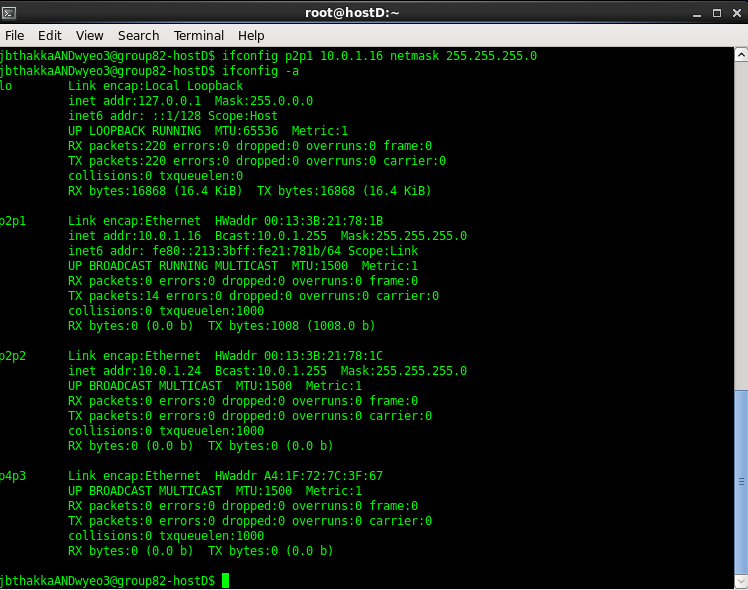 root@hostD:~
File Edit View Search Terminal Help
jbthakkaANDwyeo3@group82-hostD$ ifconfig p2p1 10.0.1.16 netmask 255.255.255.0
jbthakkaANDwyeo3@group82-hostD$ ifconfig -a
lo Link encap:Local Loopback
inet addr:127.0.0.1 Mask:255.0.0.0
inet6 addr: ::1/128 Scope:Host
UP LOOPBACK RUNNING MTU:65536 Metric:1
RX packets:220 errors:0 dropped:0 overruns:0 frame:0
TX packets:220 errors:0 dropped:0 overruns:0 carrier:0
collisions:0 txqueuelen:0
RX bytes:16868 (16.4 KiB) TX bytes:16868 (16.4 KiB)
p2p1 Link encap:Ethernet HWaddr 00:13:3B:21:78:1B
inet addr:10.0.1.16 Bcast:10.0.1.255 Mask:255.255.255.0
inet6 addr: fe80::213:3bff:fe21:781b/64 Scope:Link
UP BROADCAST RUNNING MULTICAST MTU:1500 Metric:1
RX packets:0 errors:0 dropped:0 overruns:0 frame:0
TX packets:14 errors:0 dropped:0 overruns:0 carrier:0
collisions:0 txqueuelen:1000
RX bytes:0 (0.0 b) TX bytes:1008 (1008.0 b)
p2p2 Link encap:Ethernet HWaddr 00:13:3B:21:78:1C
inet addr:10.0.1.24 Bcast:10.0.1.255 Mask:255.255.255.0
UP BROADCAST MULTICAST MTU:1500 Metric:1
RX packets:0 errors:0 dropped:0 overruns:0 frame:0
TX packets:0 errors:0 dropped:0 overruns:0 carrier:0
collisions:0 txqueuelen:1000
RX bytes:0 (0.0 b) TX bytes:0 (0.0 b)
p4p3 Link encap:Ethernet HWaddr A4:1F:72:7C:3F:67
UP BROADCAST MULTICAST MTU:1500 Metric:1
RX packets:0 errors:0 dropped:0 overruns:0 frame:0
TX packets:0 errors:0 dropped:0 overruns:0 carrier:0
collisions:0 txqueuelen:1000
RX bytes:0 (0.0 b) TX bytes:0 (0.0 b)
jbthakkaANDwyeo3@group82-hostD$